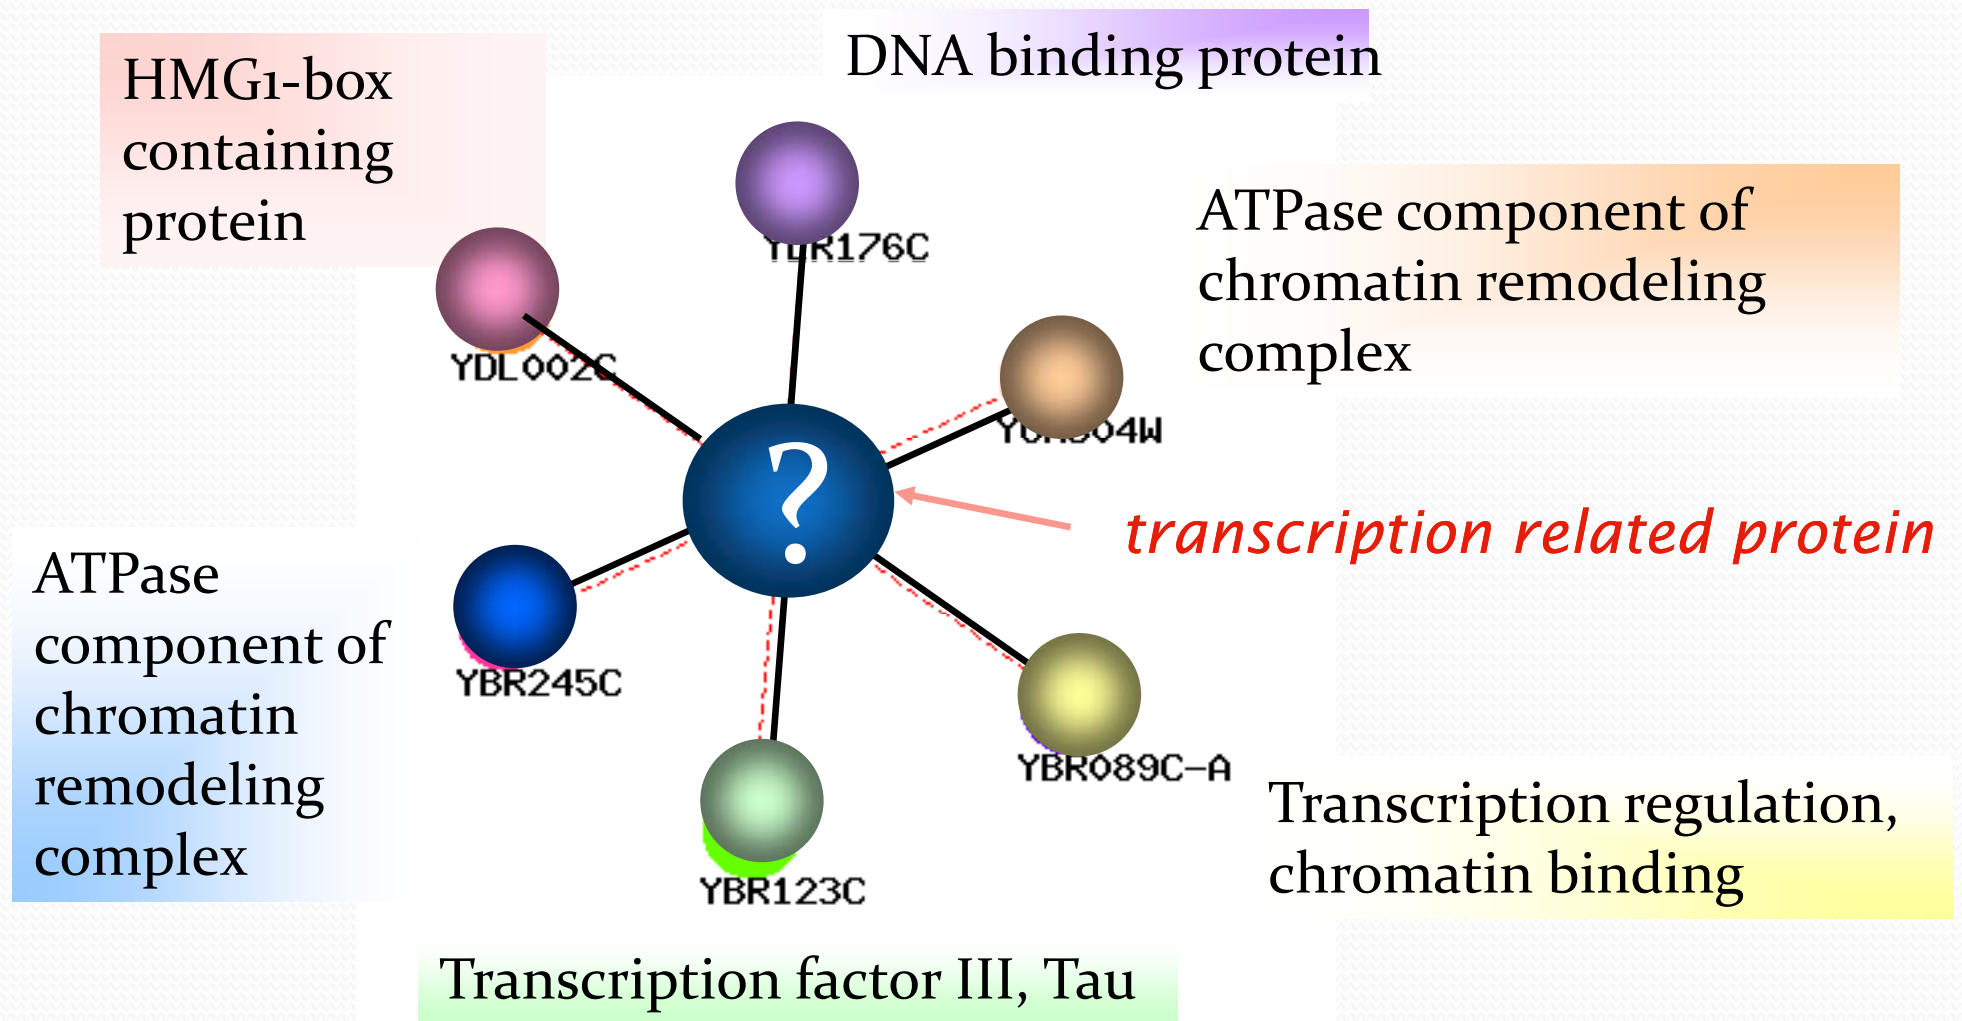 DNA binding protein
HMG1-box
containing
protein
ATPase component of
chromatin remodeling
complex
YDL002C
?
transcription related protein
ATPase
component of
chromatin
remodeling
complex
YBR245C
YBR089C-A
Transcription regulation,
chromatin binding
YBR123C
Transcription factor III, Tau